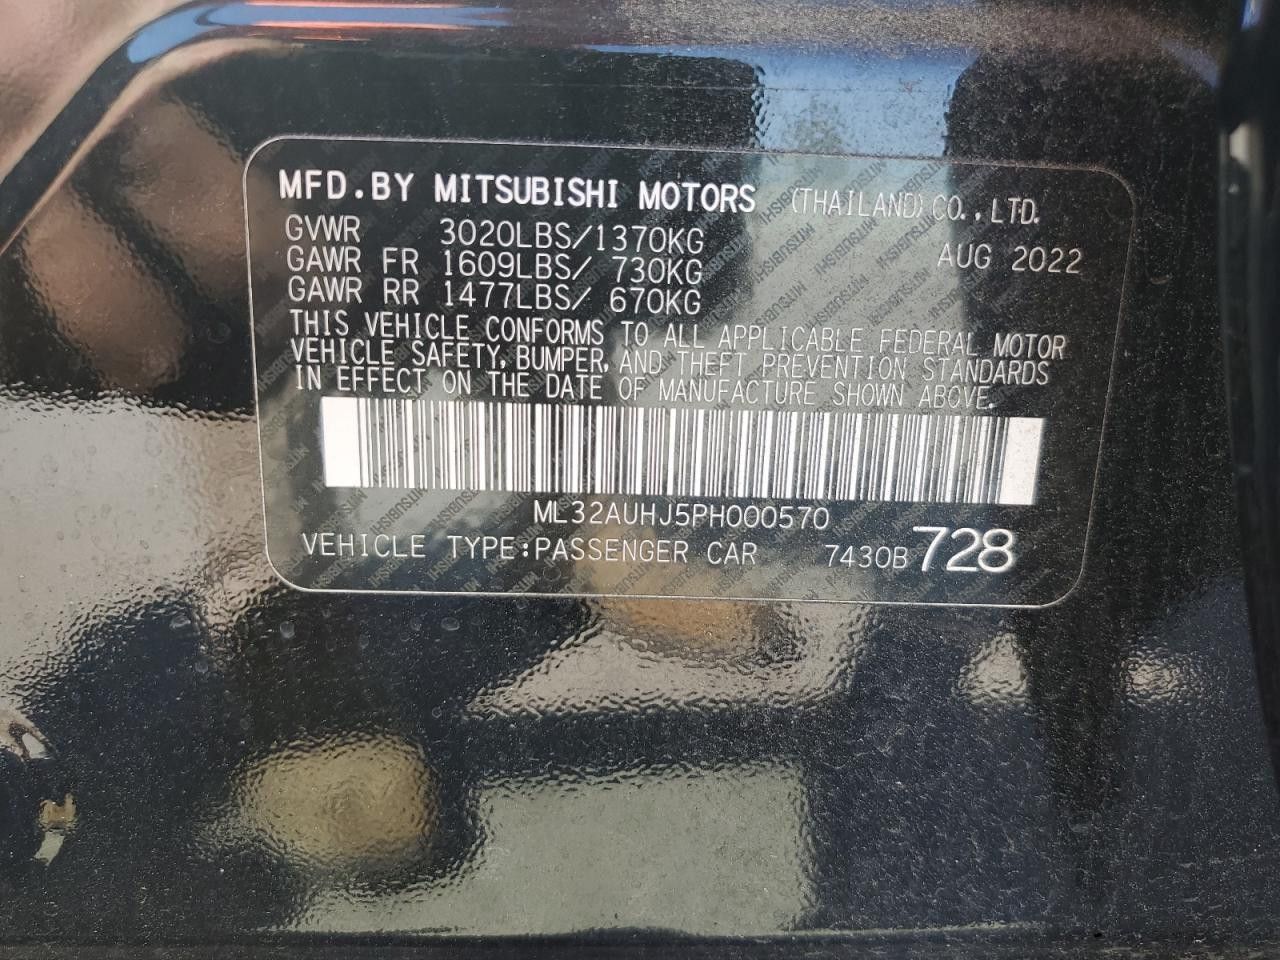 MFD.BY MITSUBISHI MOTORS (THAILAND) CO.,LTD.
GVWR 3020LBS/1370KG AUG 2022
GAWR FR 1609LBS/ 730KG
GAWR RR 1477LBS/ 670KG
THIS VEHICLE CONFORMS TO ALL APPLICABLE FEDERAL MOTOR
VEHICLE SAFETY, BUMPER, AND THEFT PREVENTION STANDARDS
IN EFFECT ON THE DATE OF MANUFACTURE SHOWN ABOVE.
ML32AUHJ5PH000570
VEHICLE TYPE:PASSENGER CAR 7430B 728